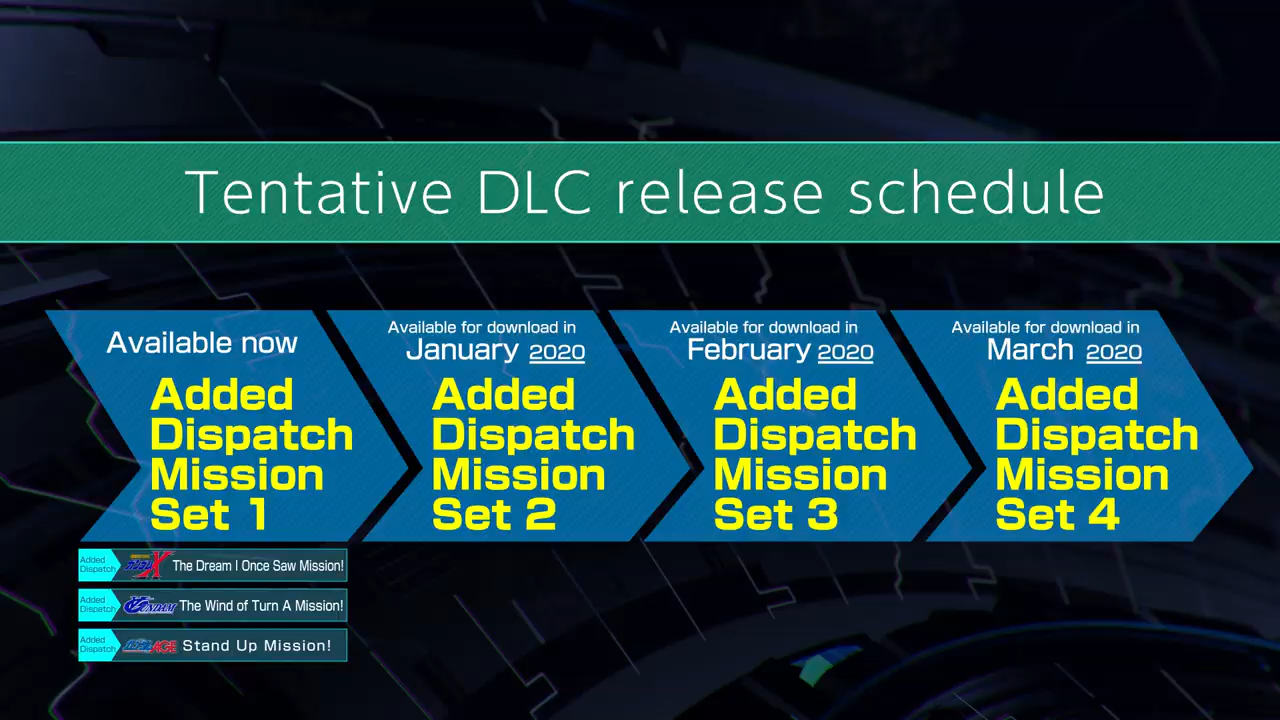 Tentative DLC release schedule
Available now
Added
Dispatch
Mission
Set 1
Available for download in
January 2020
Added
Dispatch
Mission
Set 2
Available for download in
February 2020
Added
Dispatch
Mission
Set 3
Available for download in
March 2020
Added
Dispatch
Mission
Set 4
Added
Dispatch
The Dream I Once Saw Mission!
Added
Dispatch
GUNDAM
The Wind of Turn A Mission!
Added
Dispatch
AGE
Stand Up Mission!